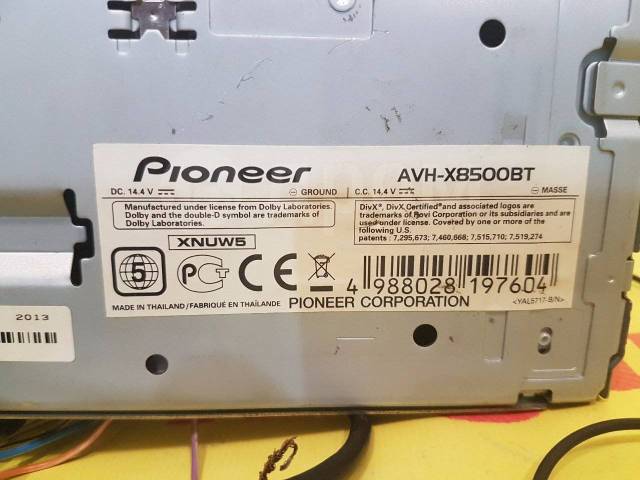 Pioneer
AVH-X8500BT
DC. 14.4 V GROUND
C.C. 14.4 V MASSE
Manufactured under license from Dolby Laboratories.
Dolby and the double-D symbol are trademarks of
Dolby Laboratories.
DivX®, DivX Certified® and associated logos are
trademarks of Rovi Corporation or its subsidiaries and are
used under license. Covered by one or more of the
following U.S.
patents : 7,295,673; 7,460,668; 7,515,710; 7,519,274
XNUW5
5
CE
4 988028 197604
MADE IN THAILAND/FABRIQUÉ EN THAÏLANDE
PIONEER CORPORATION
<YAL5717-B/N>
2013